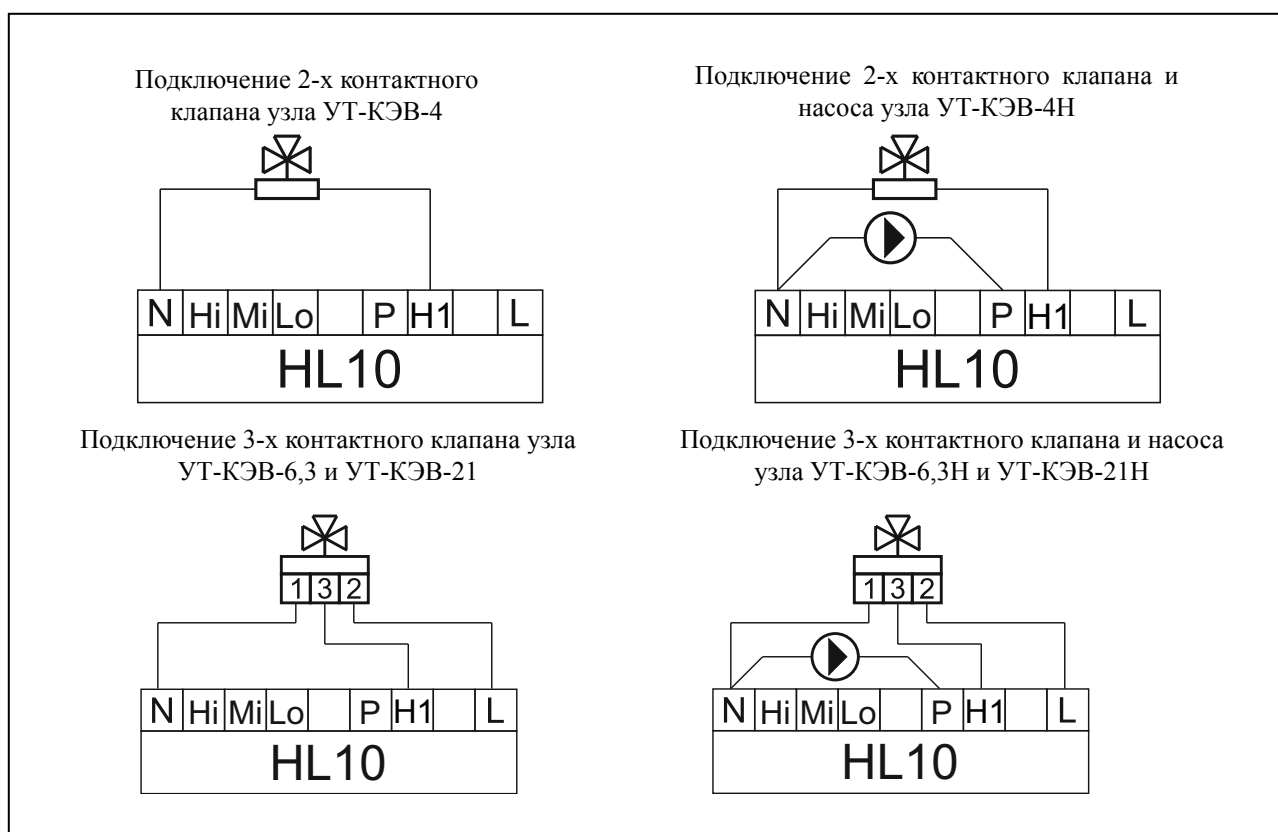 Подключение 2-х контактного
клапана узла УТ-КЭВ-4
N Hi Mi Lo P H1 L
HL10
Подключение 2-х контактного клапана и
насоса узла УТ-КЭВ-4Н
N Hi Mi Lo P H1 L
HL10
Подключение 3-х контактного клапана узла
УТ-КЭВ-6,3 и УТ-КЭВ-21
1 3 2
N Hi Mi Lo P H1 L
HL10
Подключение 3-х контактного клапана и насоса
узла УТ-КЭВ-6,3Н и УТ-КЭВ-21Н
1 3 2
N Hi Mi Lo P H1 L
HL10